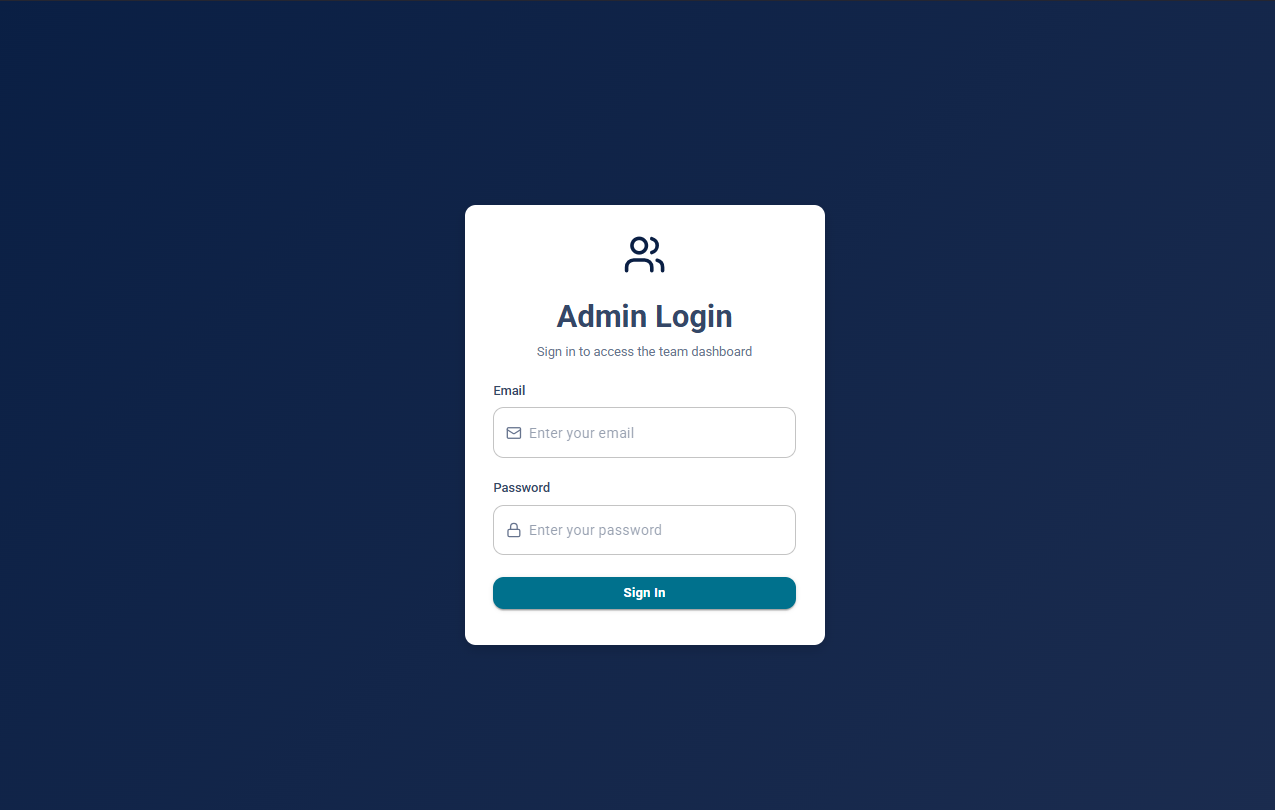 Admin Login
Sign in to access the team dashboard
Email
Enter your email
Password
Enter your password
Sign In